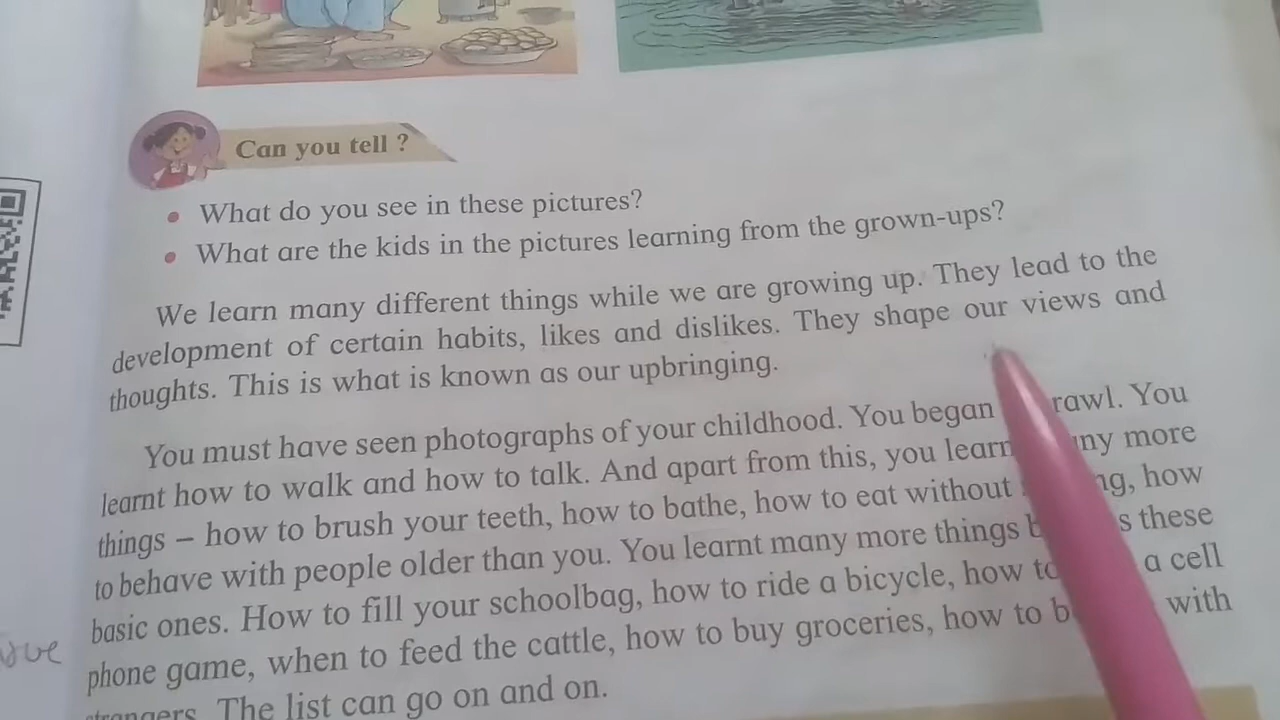 Can you tell ?
• What do you see in these pictures?
• What are the kids in the pictures learning from the grown-ups?
We learn many different things while we are growing up. They lead to the
development of certain habits, likes and dislikes. They shape our views and
thoughts. This is what is known as our upbringing.
You must have seen photographs of your childhood. You began You
learnt how to walk and how to talk. And apart from this, you more
things – how to brush your teeth, how to bathe, how to eat without how
to behave with people older than you. You learnt many more things these
basic ones. How to fill your schoolbag, how to ride a bicycle, how a cell
phone game, when to feed the cattle, how to buy groceries, how to with
strangers. The list can go on and on.